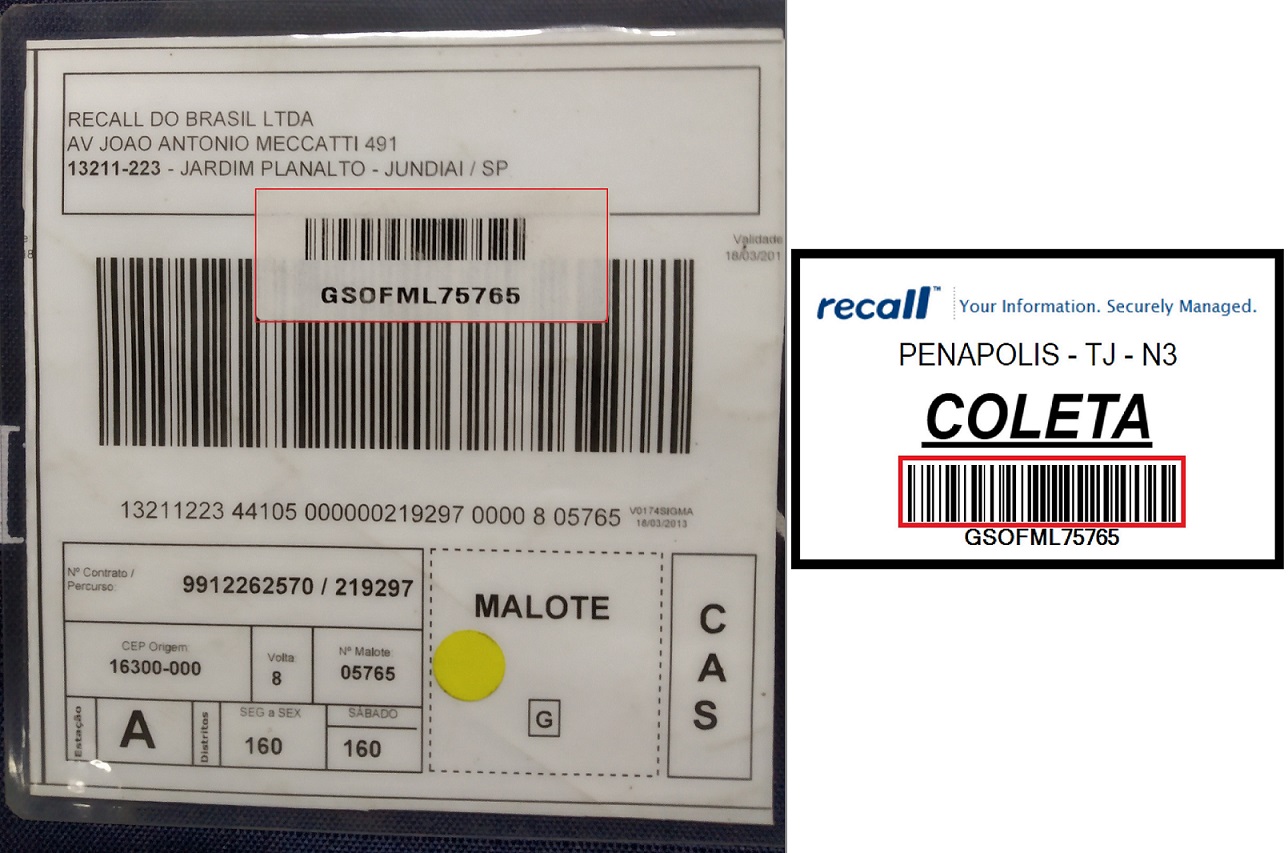 RECALL DO BRASIL LTDA
AV JOAO ANTONIO MECCATTI 491
13211-223 - JARDIM PLANALTO - JUNDIAI / SP
GSOFML75765
Validade
18/03/201
13211223 44105 000000219297 0000 8 05765
V0174SIGMA
18/03/2013
Nº Contrato /
Percurso:
9912262570 / 219297
CEP Origem:
16300-000
Volta:
8
Nº Malote:
05765
Estação
A
Distritos
SEG a SEX
160
SÁBADO
160
MALOTE
G
C
A
S
recall™
Your Information. Securely Managed.
PENAPOLIS - TJ - N3
COLETA
GSOFML75765